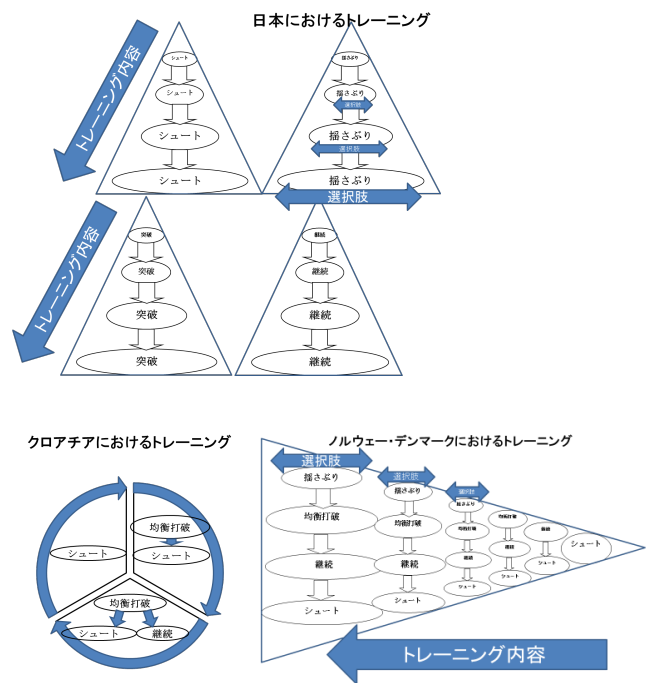 日本におけるトレーニング
トレーニング内容
シュート
シュート
シュート
シュート
揺さぶり
揺さぶり
選択肢
揺さぶり
選択肢
揺さぶり
選択肢
トレーニング内容
突破
突破
突破
突破
継続
継続
継続
継続
クロアチアにおけるトレーニング
シュート
均衡打破
シュート
均衡打破
シュート
継続
ノルウェー・デンマークにおけるトレーニング
選択肢
揺さぶり
均衡打破
継続
シュート
選択肢
揺さぶり
均衡打破
継続
シュート
選択肢
揺さぶり
均衡打破
継続
シュート
均衡打破
継続
シュート
継続
シュート
シュート
トレーニング内容